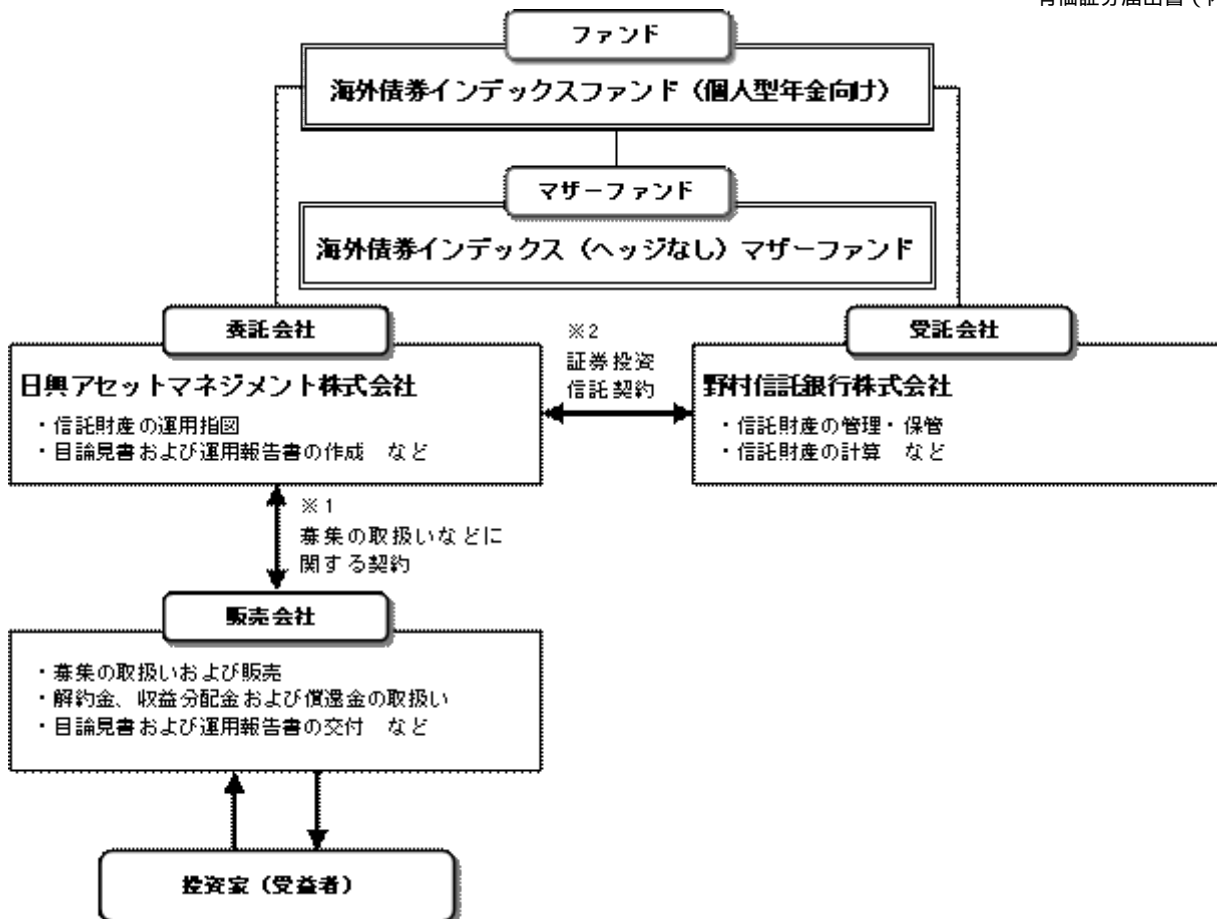 ファンド
海外債券インデックスファンド（個人型年金向け）
マザーファンド
海外債券インデックス（ヘッジなし）マザーファンド
委託会社
日興アセットマネジメント株式会社
・信託財産の運用指図
・目論見書および運用報告書の作成　など
※2
証券投資
信託契約
受託会社
野村信託銀行株式会社
・信託財産の管理・保管
・信託財産の計算　など
※1
募集の取扱いなどに
関する契約
販売会社
・募集の取扱いおよび販売
・解約金、収益分配金および償還金の取扱い
・目論見書および運用報告書の交付　など
投資家（受益者）